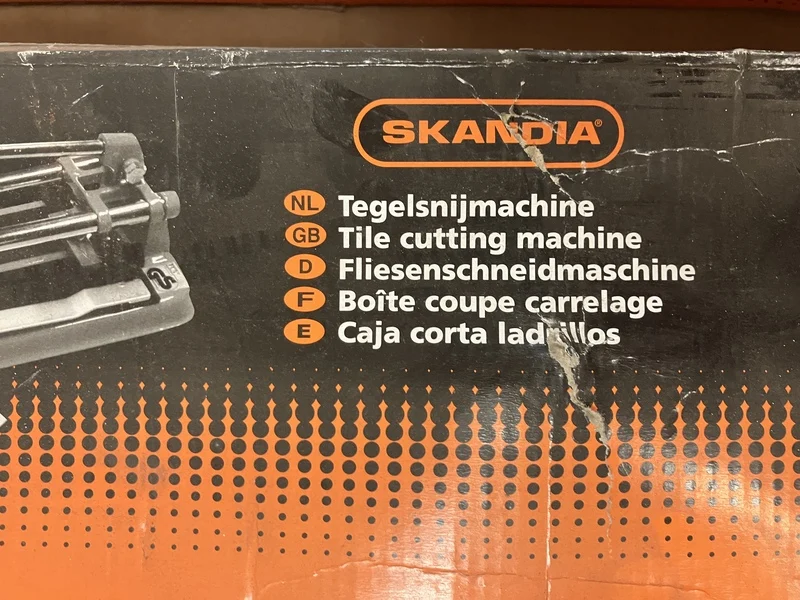 SKANDIA®
NL Tegelsnijmachine
GB Tile cutting machine
D Fliesenschneidmaschine
F Boîte coupe carrelage
E Caja corta ladrillos